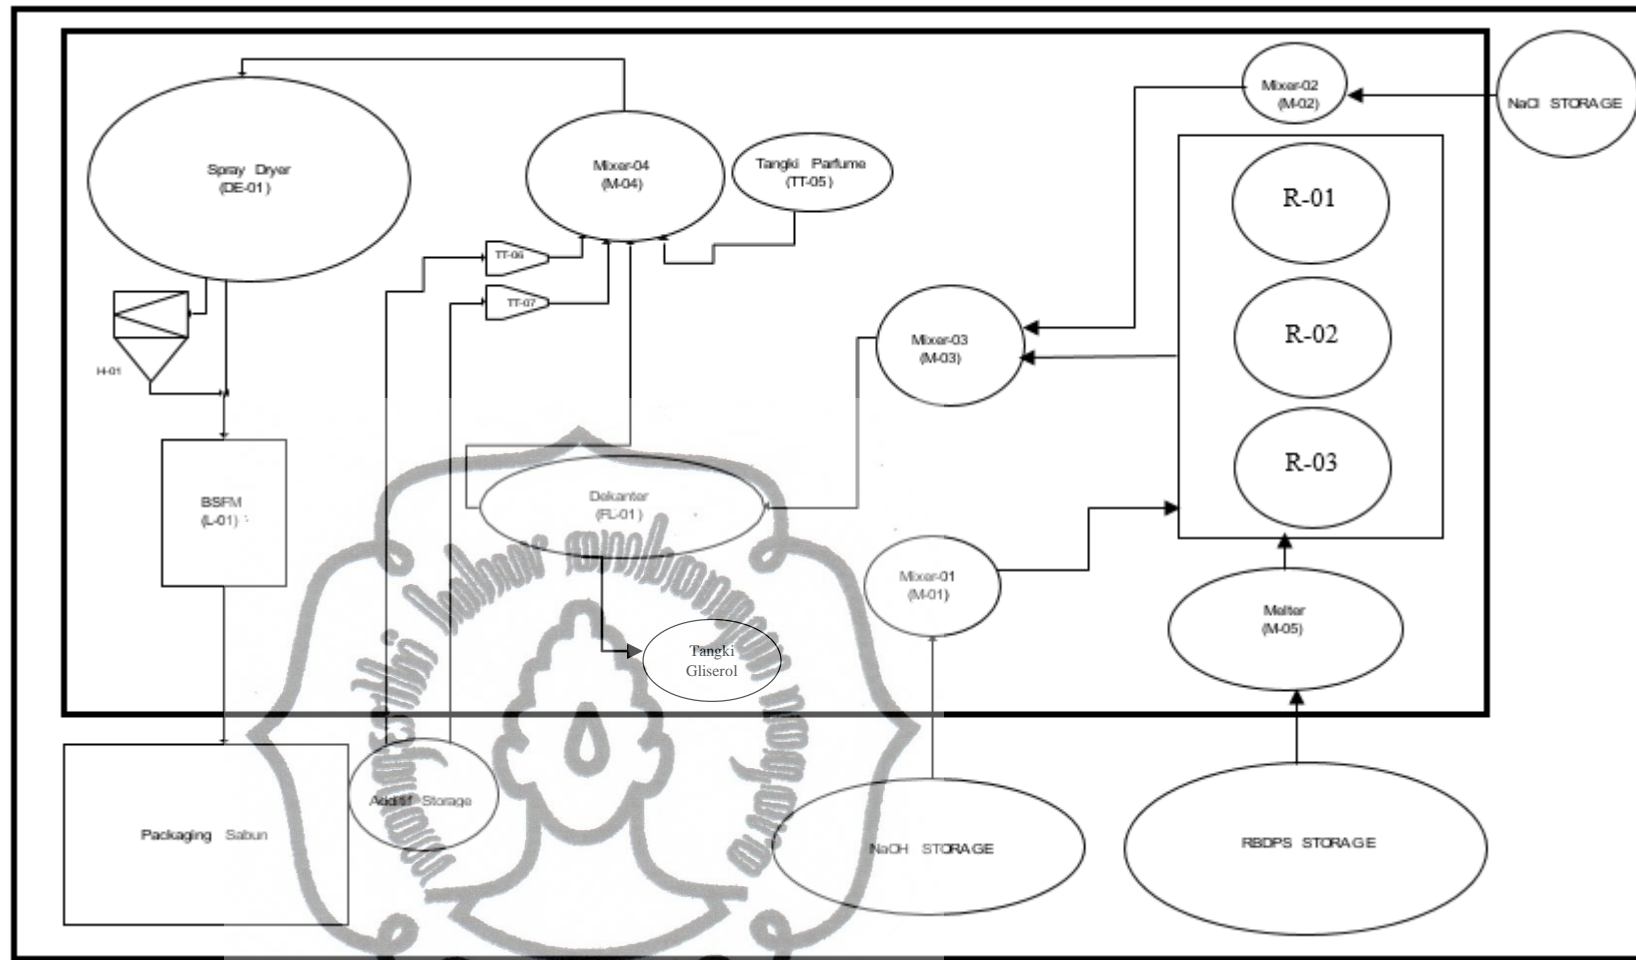 Mixer-02
(M-02)
NaCl STORAGE
Spray Dryer
(DE-01)
Mixer-04
(M-04)
Tangki Parfume
(TT-05)
R-01
TT-06
TT-07
R-02
Mixer-03
(M-03)
H-01
R-03
BSFM
(L-01)
Dekanter
(FL-01)
Mixer-01
(M-01)
Melter
(M-05)
Tangki
Gliserol
Additif Storage
Packaging Sabun
NaOH STORAGE
RBDPS STORAGE